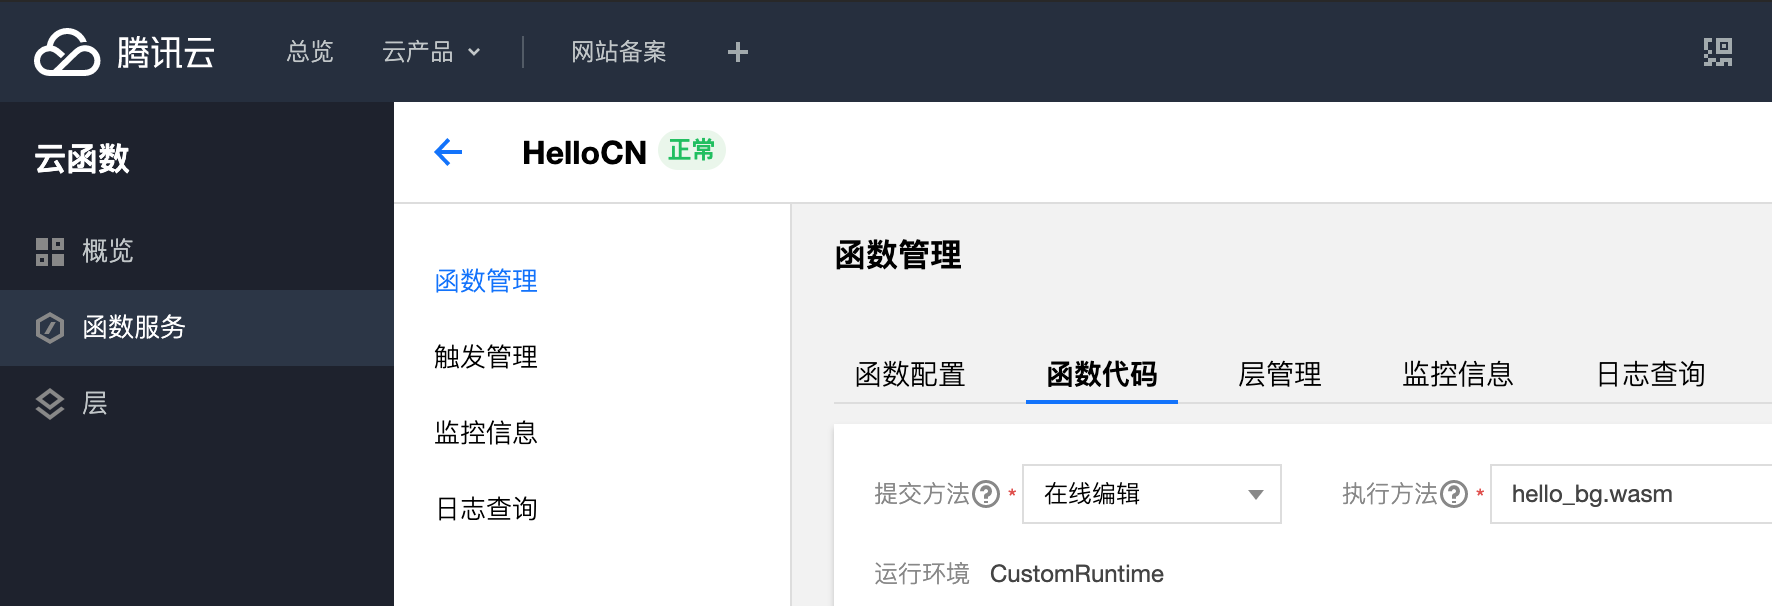 腾讯云 总览 云产品 网站备案
云函数
概览
函数服务
层
HelloCN 正常
函数管理
触发管理
监控信息
日志查询
函数管理
函数配置 函数代码 层管理 监控信息 日志查询
提交方法 * 在线编辑 执行方法 * hello_bg.wasm
运行环境 CustomRuntime